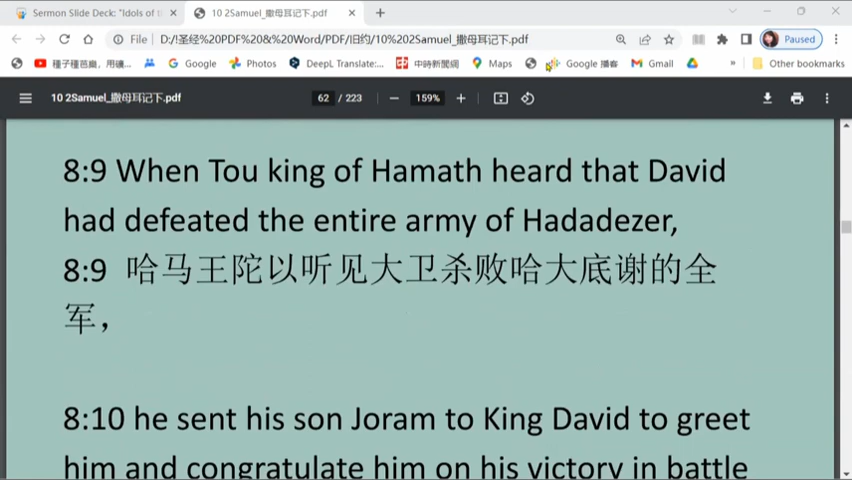 Sermon Slide Deck: "Idols of t
10 2Samuel_撒母耳记下.pdf
File
D:/!圣经%20PDF%20&%20Word/PDF/旧约/10%202Samuel_撒母耳记下.pdf
Paused
種子種芭樂，用礦...
Google
Photos
DeepL Translate:...
中時新聞網
Maps
Google 播客
Gmail
»
Other bookmarks
10 2Samuel_撒母耳记下.pdf
62 / 223
159%
8:9 When Tou king of Hamath heard that David
had defeated the entire army of Hadadezer,
8:9 哈马王陀以听见大卫杀败哈大底谢的全
军，
8:10 he sent his son Joram to King David to greet
him and congratulate him on his victory in battle